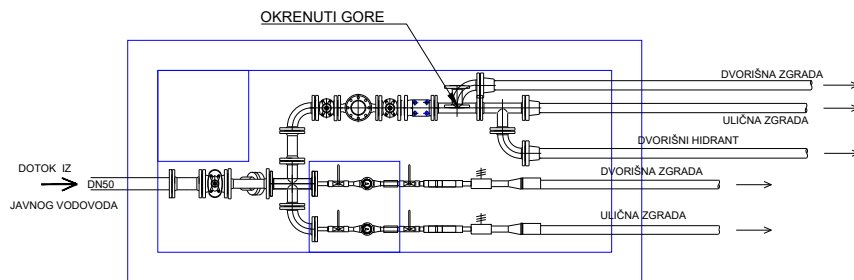 OKRENUTI GORE
DVORIŠNA ZGRADA
ULIČNA ZGRADA
DVORIŠNI HIDRANT
DOTOK IZ
DN50
JAVNOG VODOVODA
DVORIŠNA ZGRADA
ULIČNA ZGRADA